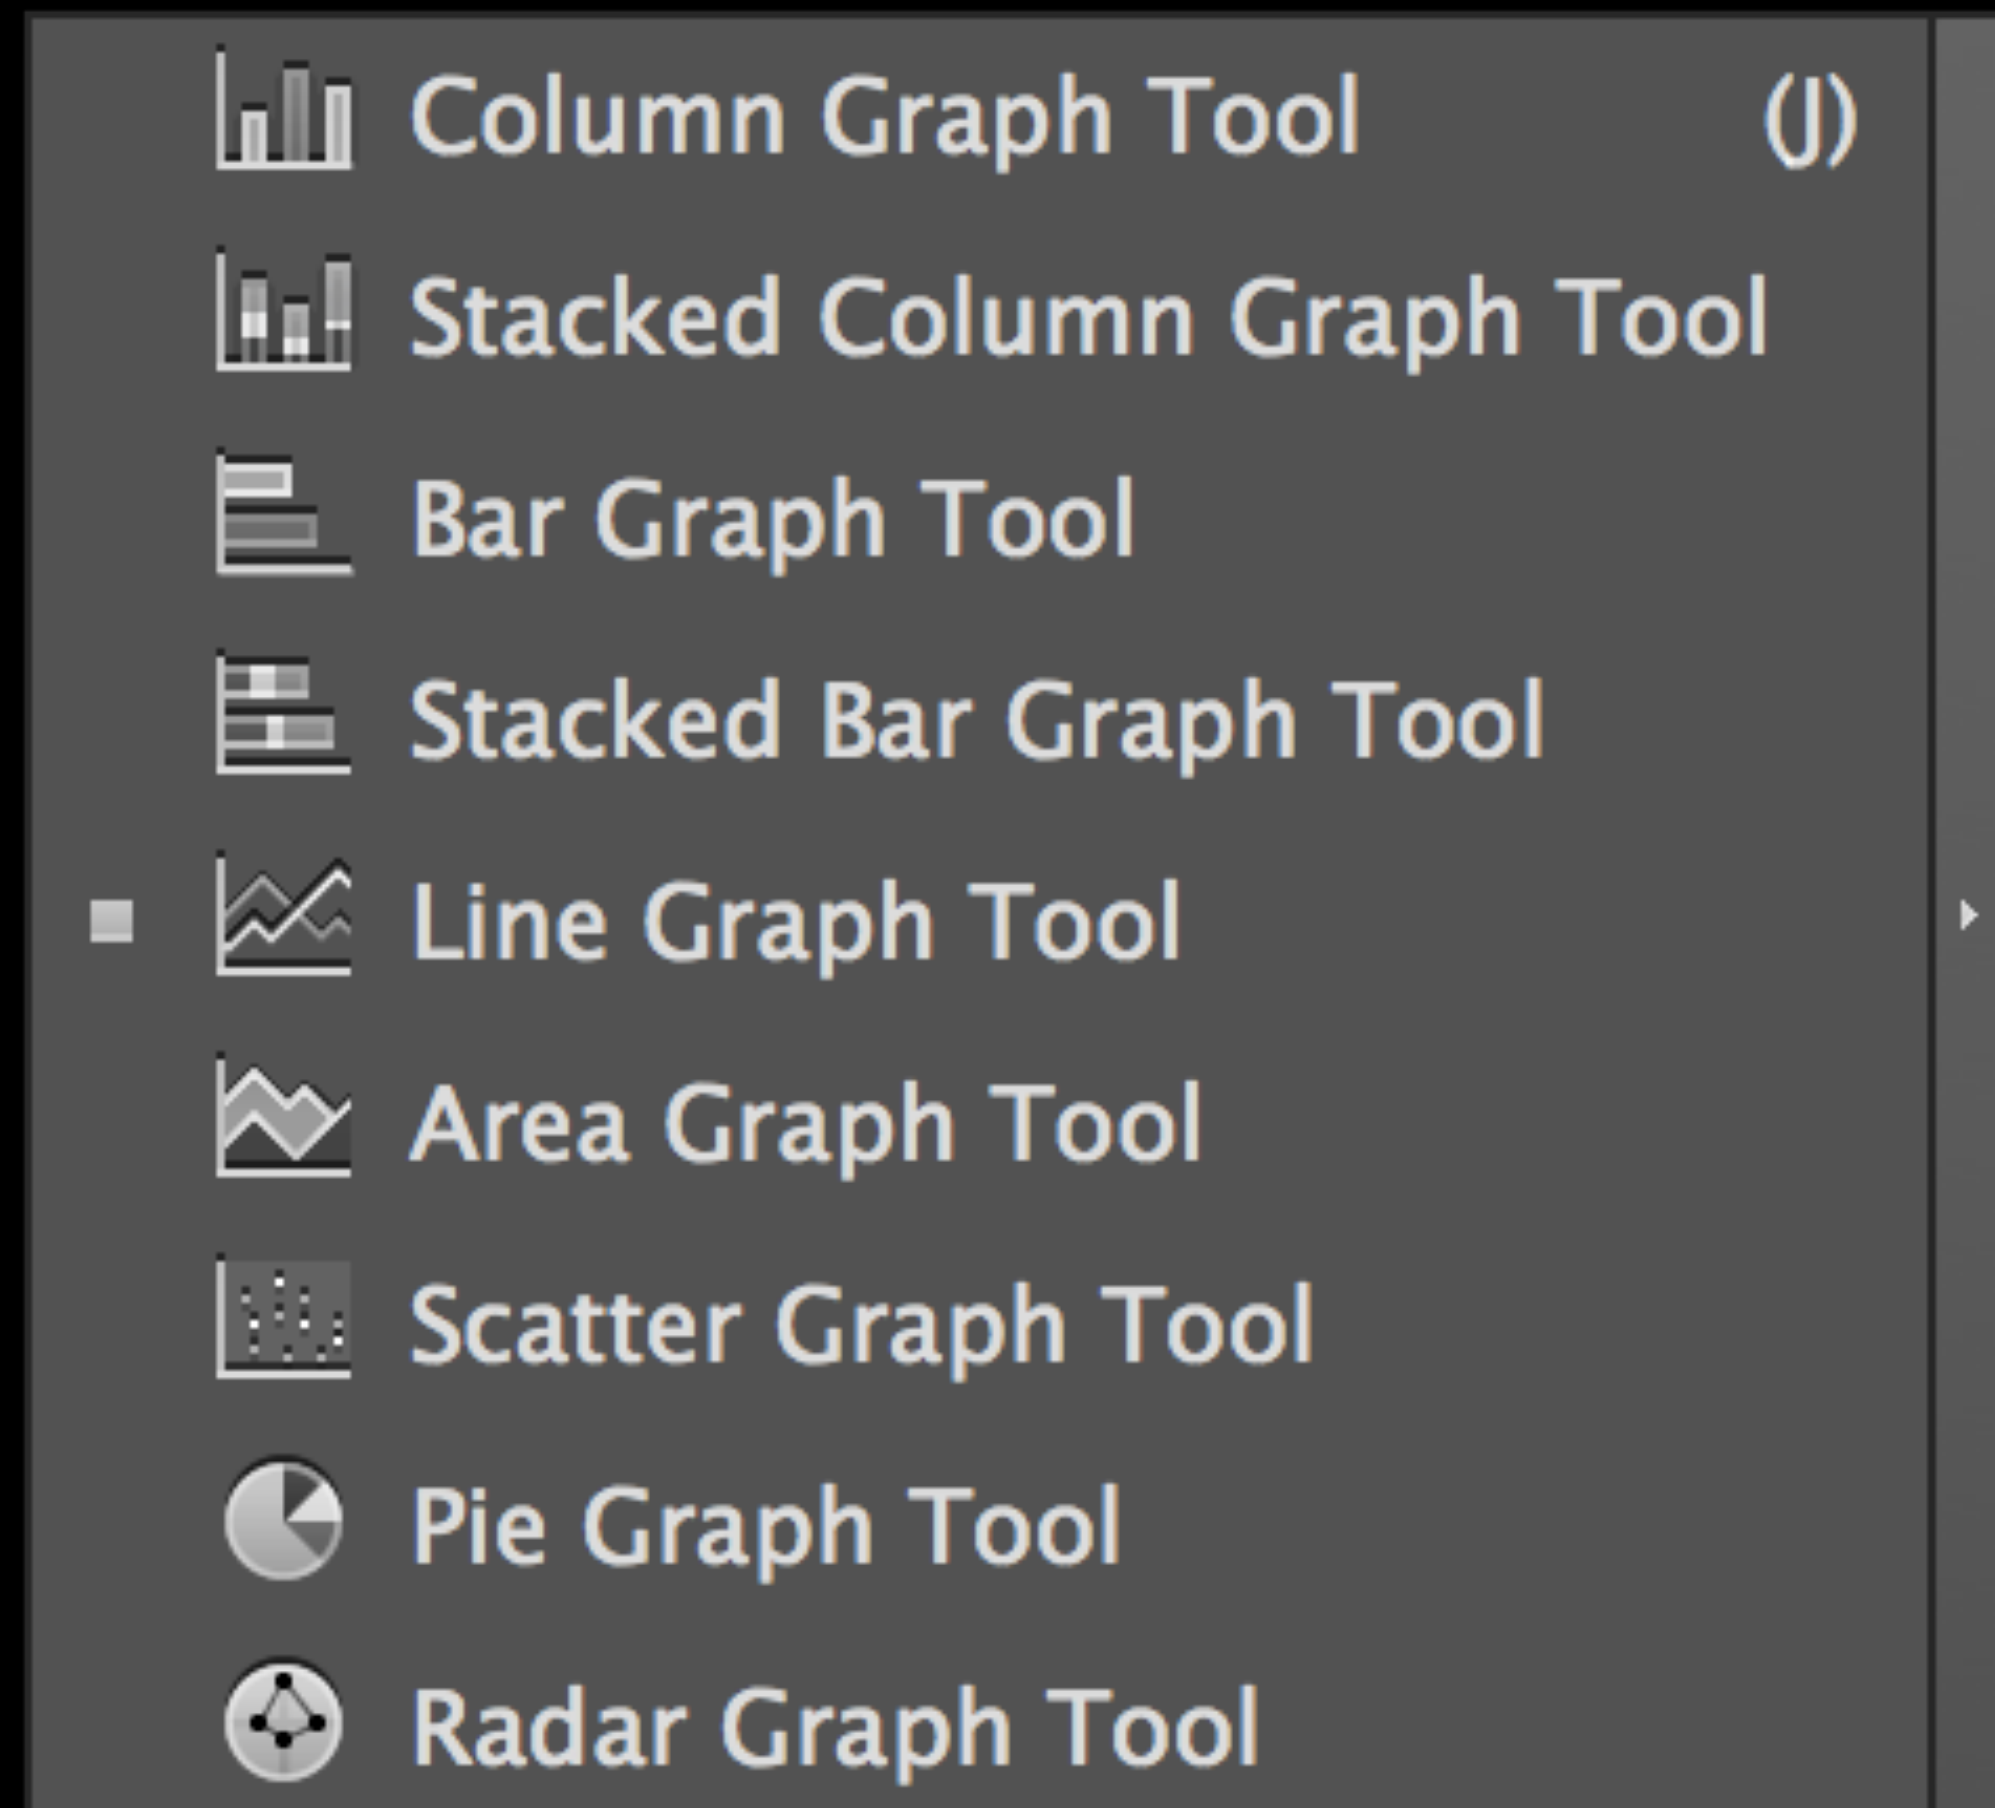 Column Graph Tool (J)
Stacked Column Graph Tool
Bar Graph Tool
Stacked Bar Graph Tool
Line Graph Tool
Area Graph Tool
Scatter Graph Tool
Pie Graph Tool
Radar Graph Tool